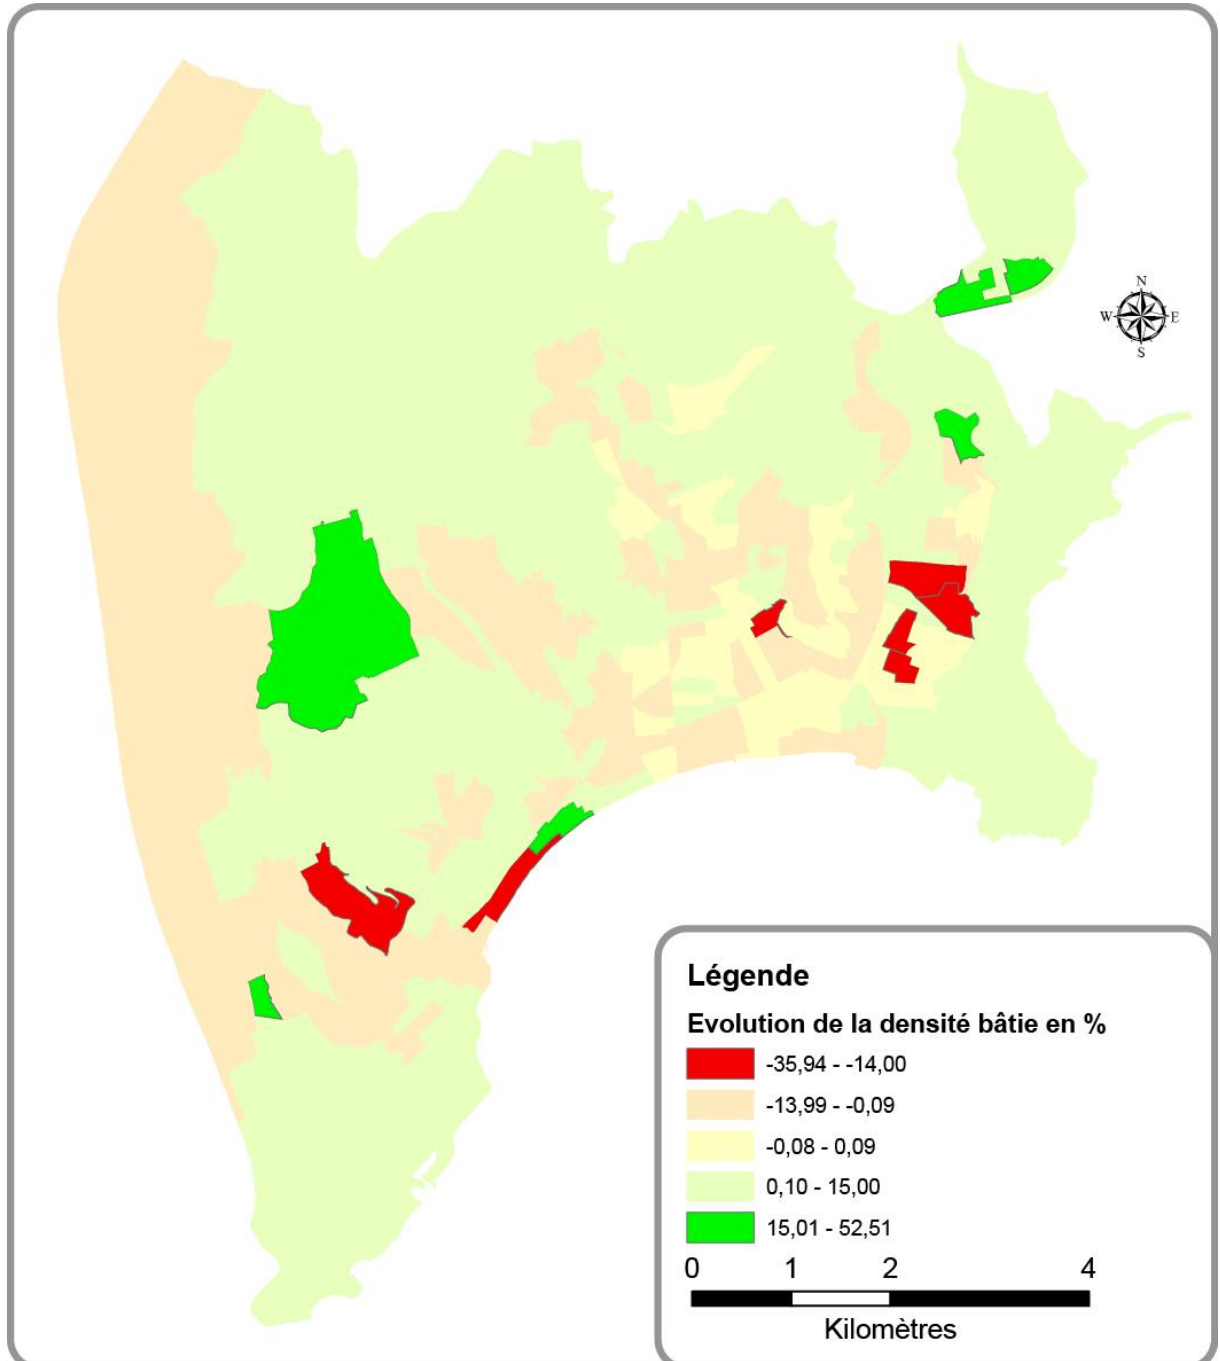 N
W E
S
Légende
Evolution de la densité bâtie en %
-35,94 - -14,00
-13,99 - -0,09
-0,08 - 0,09
0,10 - 15,00
15,01 - 52,51
0 1 2 4
Kilomètres